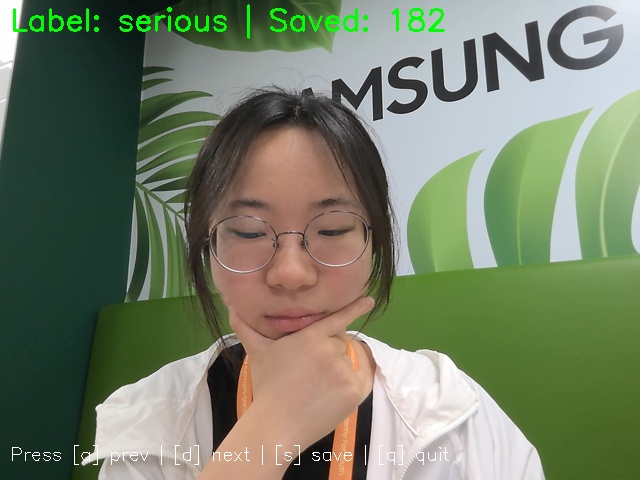 Label: serious | Saved: 182
AMSUNG
Press [a] prev | [d] next | [s] save | [q] quit